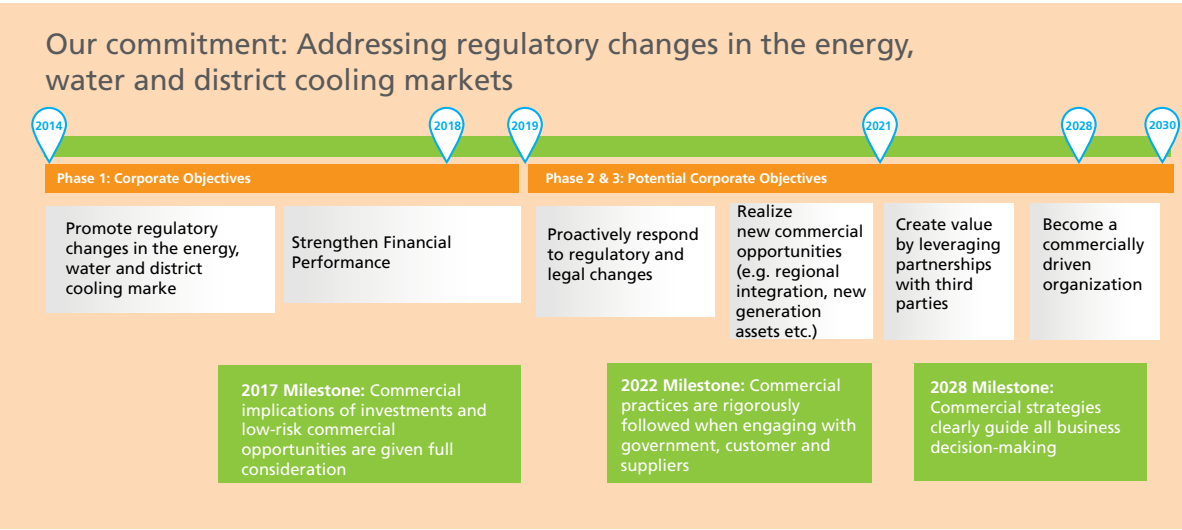 Our commitment: Addressing regulatory changes in the energy,
water and district cooling markets
2014
2018
2019
2021
2028
2030
Phase 1: Corporate Objectives
Phase 2 & 3: Potential Corporate Objectives
Promote regulatory
changes in the energy,
water and district
cooling marke
Strengthen Financial
Performance
Proactively respond
to regulatory and
legal changes
Realize
new commercial
opportunities
(e.g. regional
integration, new
generation
assets etc.)
Create value
by leveraging
partnerships
with third
parties
Become a
commercially
driven
organization
2017 Milestone: Commercial
implications of investments and
low-risk commercial
opportunities are given full
consideration
2022 Milestone: Commercial
practices are rigorously
followed when engaging with
government, customer and
suppliers
2028 Milestone:
Commercial strategies
clearly guide all business
decision-making